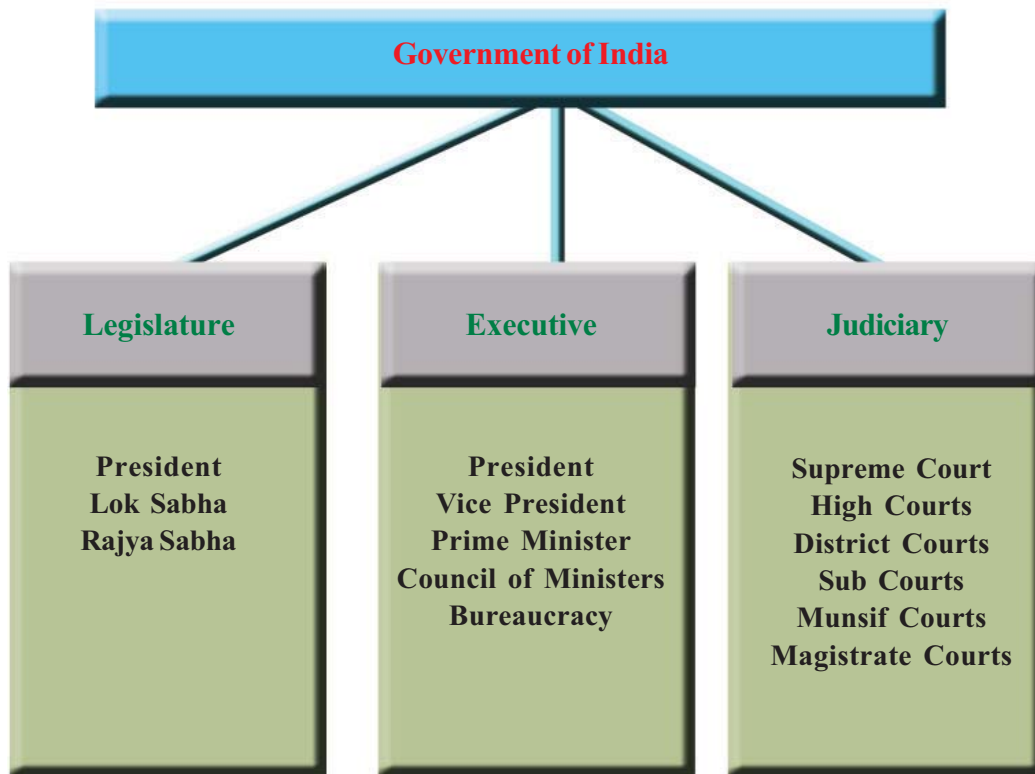 Government of India
Legislature
President
Lok Sabha
Rajya Sabha
Executive
President
Vice President
Prime Minister
Council of Ministers
Bureaucracy
Judiciary
Supreme Court
High Courts
District Courts
Sub Courts
Munsif Courts
Magistrate Courts